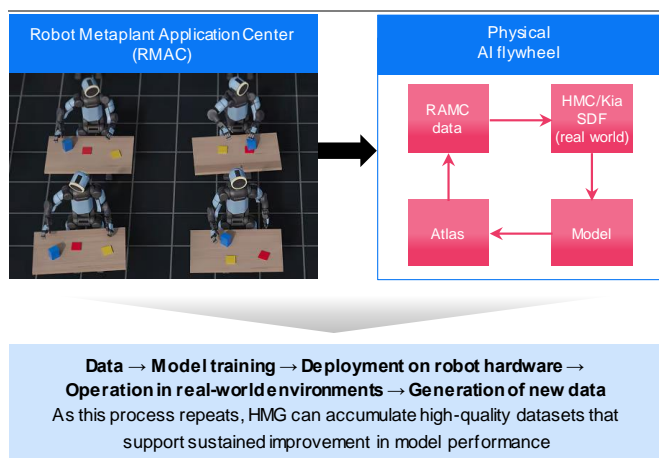 Robot Metaplant Application Center
(RMAC)
Physical
AI flywheel
RAMC
data
HMC/Kia
SDF
(real world)
Atlas
Model
Data → Model training → Deployment on robot hardware →
Operation in real-world environments → Generation of new data
As this process repeats, HMG can accumulate high-quality datasets that
support sustained improvement in model performance